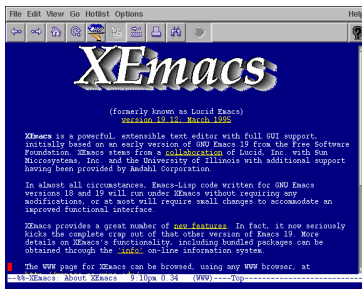 File Edit View Go Hotlist Options Help
XEmacs
(formerly known as Lucid Emacs)
version 19.12; March 1995
XEmacs is a powerful, extensible text editor with full GUI support,
initially based on an early version of GNU Emacs 19 from the Free Software
Foundation. XEmacs stems from a collaboration of Lucid, Inc. with Sun
Microsystems, Inc. and the University of Illinois with additional support
having been provided by Amdahl Corporation.
In almost all circumstances, Emacs-Lisp code written for GNU Emacs
versions 18 and 19 will run under XEmacs without requiring any
modifications, or at most will require small changes to accommodate an
improved functional interface.
XEmacs provides a great number of new features. In fact, it now seriously
kicks the complete crap out of that other version of Emacs 19. More
details on XEmacs's functionality, including bundled packages can be
obtained through the `info' on-line information system.
The WWW page for XEmacs can be browsed, using any WWW browser, at
--%%-XEmacs: About XEmacs 9:10pm 0.34 (WWW)----Top----